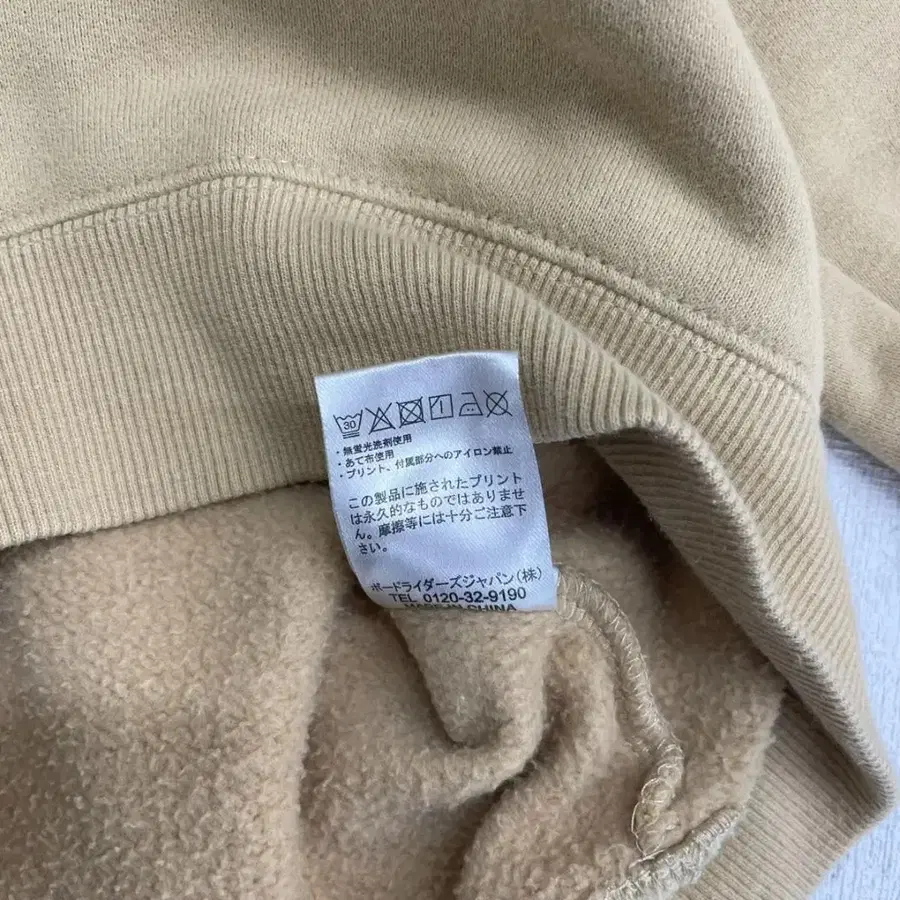 30
・無蛍光洗剤使用
・あて布使用
・プリント、付属部分へのアイロン禁止
この製品に施されたプリント
は永久的なものではありませ
ん。摩擦等には十分ご注意下
さい。
ボードライダーズジャパン(株)
TEL 0120-32-9190
MADE IN CHINA